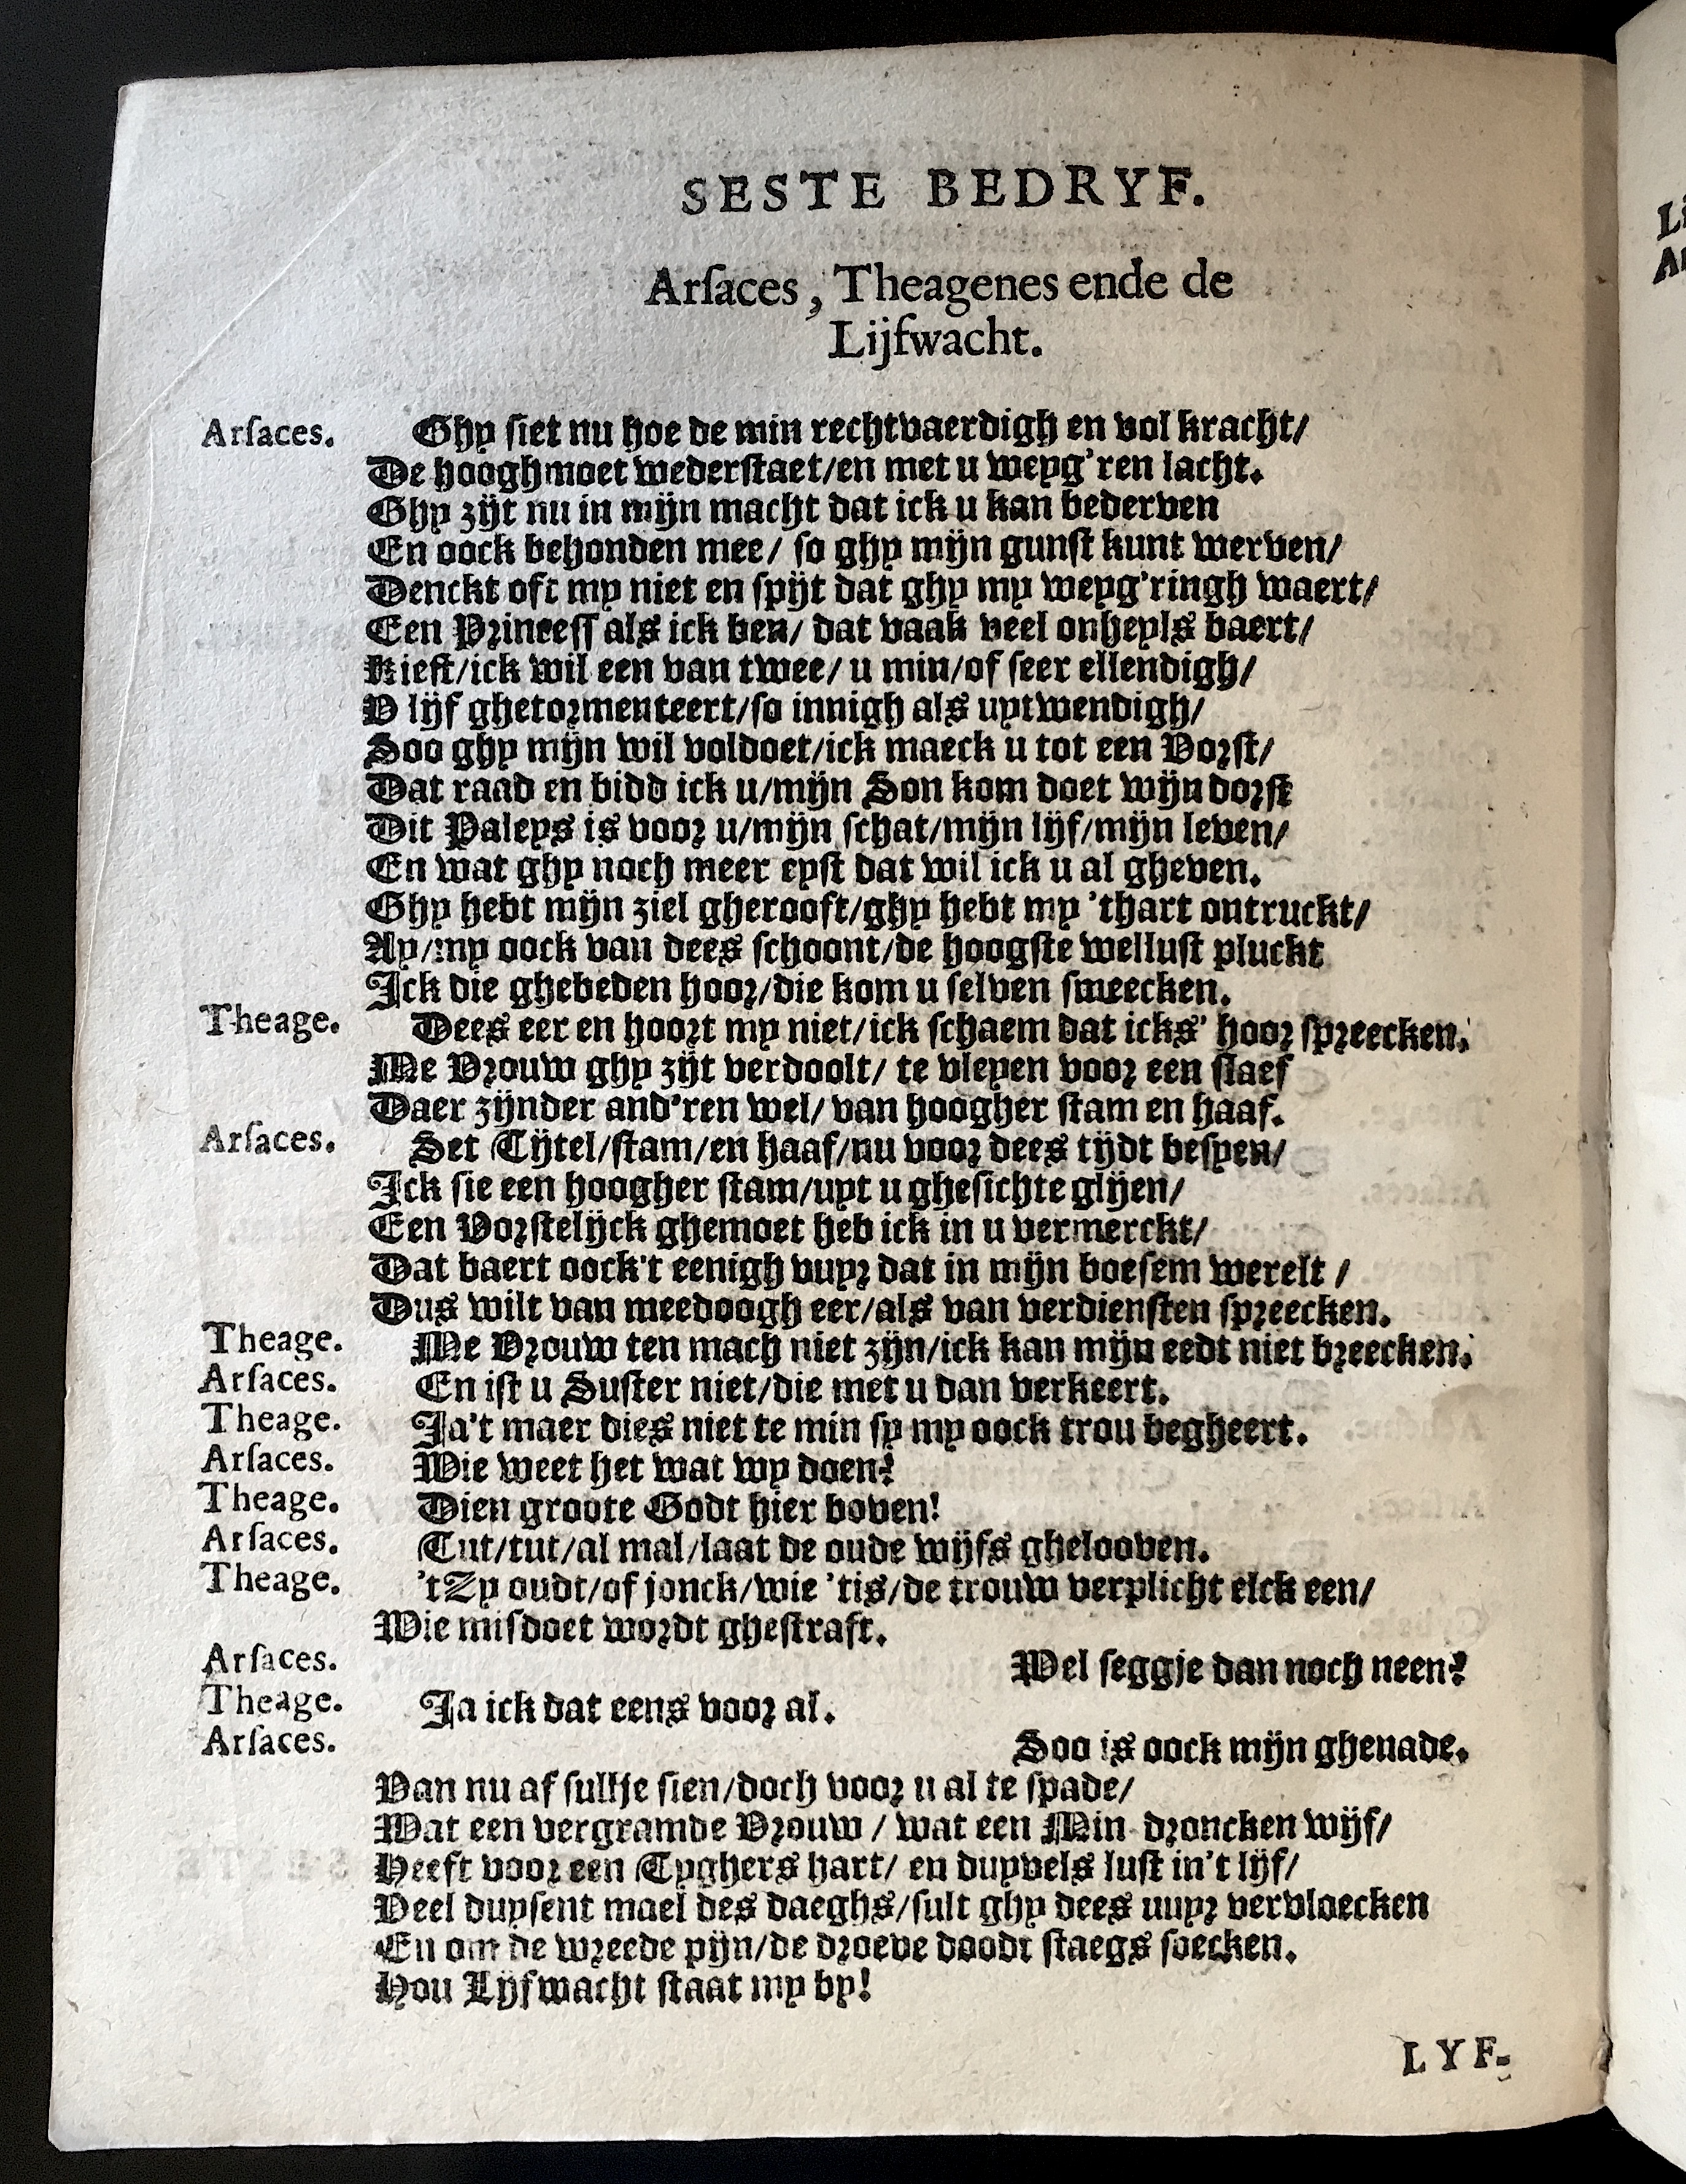 SESTE BEDRYF.
Arſaces, Theagenes ende de
Lijfwacht.
Arſaces. Ghy ſiet nu hoe de min rechtvaerdigh en vol kracht/
De hooghmoet wederſtaet/en met u weyg'ren lacht.
Ghy zijt nu in mijn macht dat ick u kan bederven
En oock behonden mee/ ſo ghy mijn gunſt kunt werven/
Denckt oft my niet en ſpijt dat ghy my weyg'ringh waert/
Een Princeſſ als ick ben/ dat vaak veel onheyls baert/
Kieſt/ick wil een van twee/ u min/of ſeer ellendigh/
V lijf ghetormenteert/ſo innigh als uytwendigh/
Soo ghy mijn wil voldoet/ick maeck u tot een Vorſt/
Dat raad en bidd ick u/mijn Son kom doet mijn dorſt
Dit Paleys is voor u/mijn ſchat/mijn lijf/mijn leven/
En wat ghy noch meer eyſt dat wil ick u al gheven.
Ghy hebt mijn ziel gherooft/ghy hebt my 'thart ontruckt/
Ay/my oock van dees ſchoont/de hoogſte wellust pluckt
Ick die ghebeden hoor/die kom u ſelven ſmeecken.
Theage. Dees eer en hoort my niet/ick ſchaem dat icks' hoor ſpreecken.
Me Vrouw ghy zijt verdoolt/ te vleyen voor een ſlaef
Daer zijnder and'ren wel/ van hoogher ſtam en haaf.
Arſaces. Set Tijtel/ſtam/en haaf/nu voor dees tijdt beſyen/
Ick ſie een hoogher ſtam/uyt u gheſichte glijen/
Een Vorſtelijck ghemoet heb ick in u vermerckt/
Dat baert oock't eenigh vuyr dat in mijn boeſem werelt /
Dus wilt van meedoogh eer/als van verdienſten ſpreecken.
Theage. Me Vrouw ten mach niet zijn/ick kan mijn eedt niet breecken.
Arſaces. En iſt u Suſter niet/die met u dan verkeert.
Theage. Ja't maer dies niet te min ſy my oock trou begheert.
Arſaces. Wie weet het wat wy doen?
Theage. Dien groote Godt hier boven!
Arſaces. Tut/tut/al mal/laat de oude wijfs ghelooven.
Theage. 'tZy oudt/of jonck/wie 'tis/de trouw verplicht elck een/
Wie miſdoet wordt gheſtraft.
Arſaces. Wel ſeggje dan noch neen?
Theage. Ja ick dat eens voor al.
Arſaces. Soo is oock mijn ghenade.
Van nu af ſultje ſien/doch voor u al te ſpade/
Wat een vergramde Vrouw / wat een Min-droncken wijf/
Heeft voor een Tyghers hart/ en duyvels luſt in't lijf/
Veel duyſent mael des daeghs/ſult ghy dees uuyr vervloecken
En om de wreede pijn/de droeve doodt ſtaegs ſoecken.
Hou Lijfwacht ſtaat my by!
LYF-